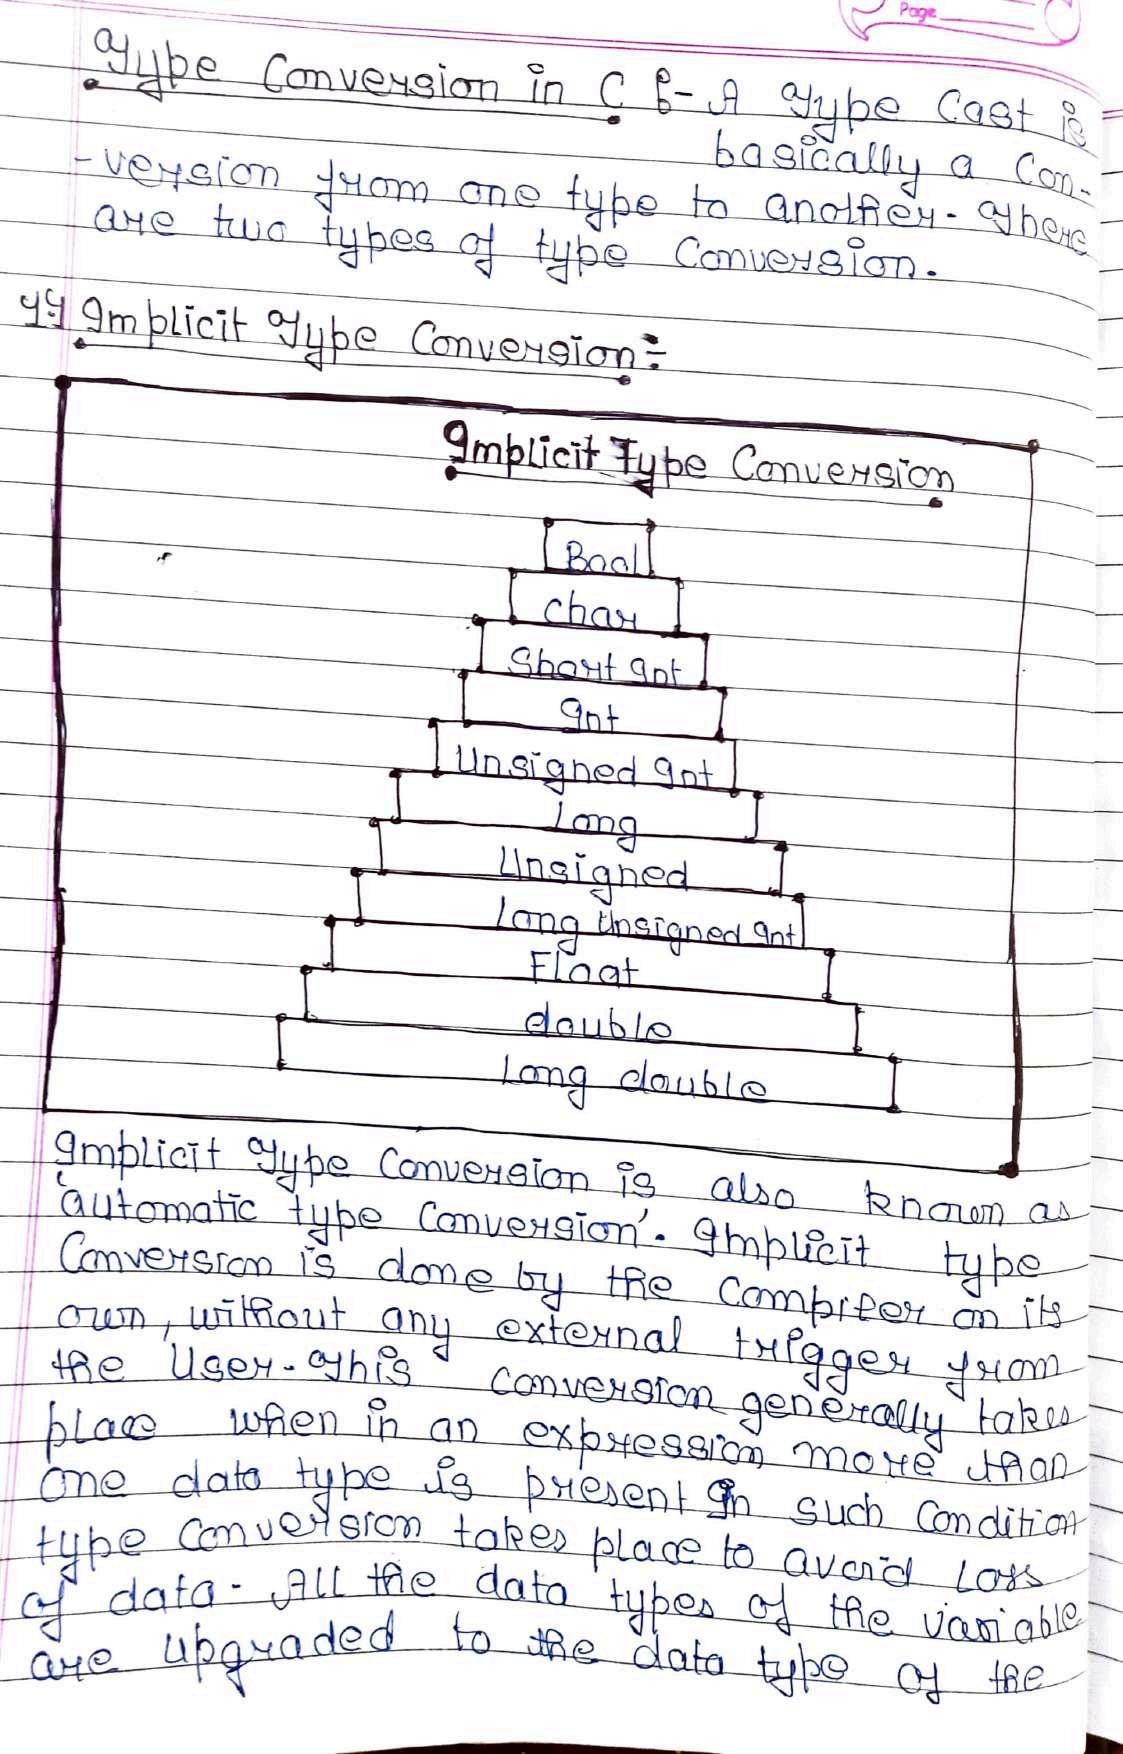 Page
Type Conversion in C :- A Type Cast is
basically a Con-
-version from one type to another. There
are two types of type Conversion.
Implicit Type Conversion:-
Implicit Type Conversion
Bool
char
Short Int
Int
Unsigned Int
Long
Unsigned
Long Unsigned Int
Float
double
Long double
Implicit Type Conversion is also known as
'automatic type Conversion'. Implicit type
Conversion is done by the Compiler on its
own, without any external trigger from
the User. This conversion generally takes
place when in an expression more than
one data type is present In such Condition
type Conversion takes place to avoid Loss
of data. All the data types of the variable
are upgraded to the data type of the